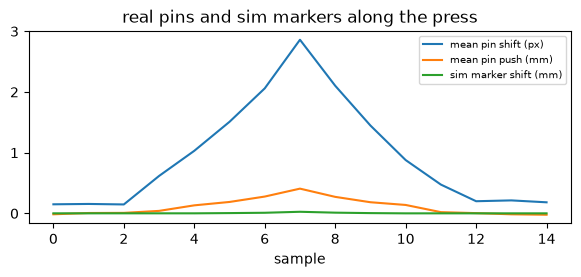 real pins and sim markers along the press
3
2
1
0
mean pin shift (px)
mean pin push (mm)
sim marker shift (mm)
0 2 4 6 8 10 12 14
sample